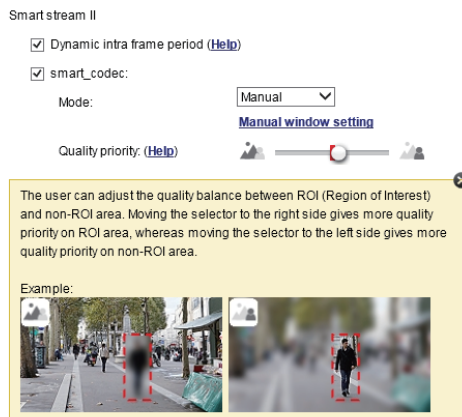 Smart stream II
Dynamic intra frame period (Help)
smart_codec:
Mode: Manual
Manual window setting
Quality priority: (Help)
The user can adjust the quality balance between ROI (Region of Interest)
and non-ROI area. Moving the selector to the right side gives more quality
priority on ROI area, whereas moving the selector to the left side gives more
quality priority on non-ROI area.
Example: